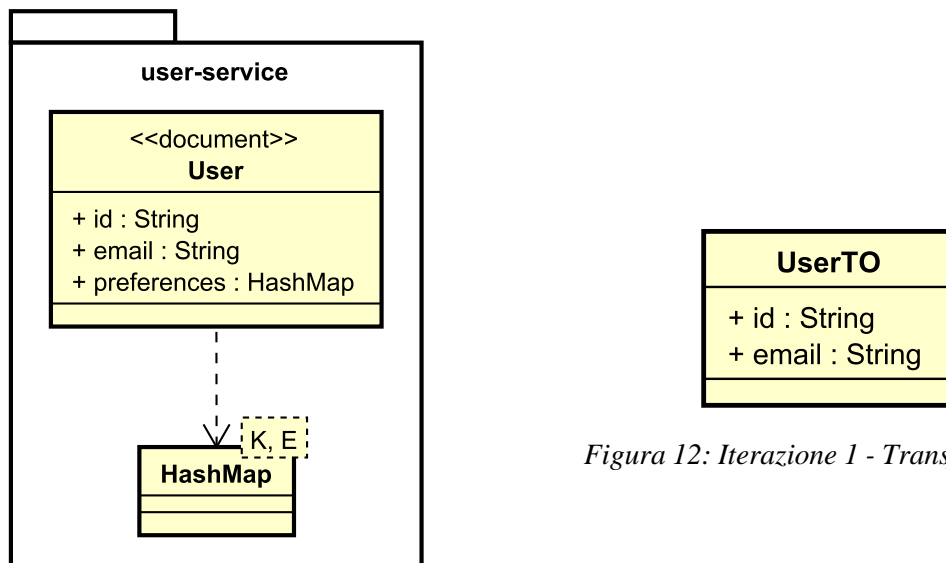 user-service
<<document>>
User
+ id : String
+ email : String
+ preferences : HashMap
K, E
HashMap
UserTO
+ id : String
+ email : String
Figura 12: Iterazione 1 - Trans